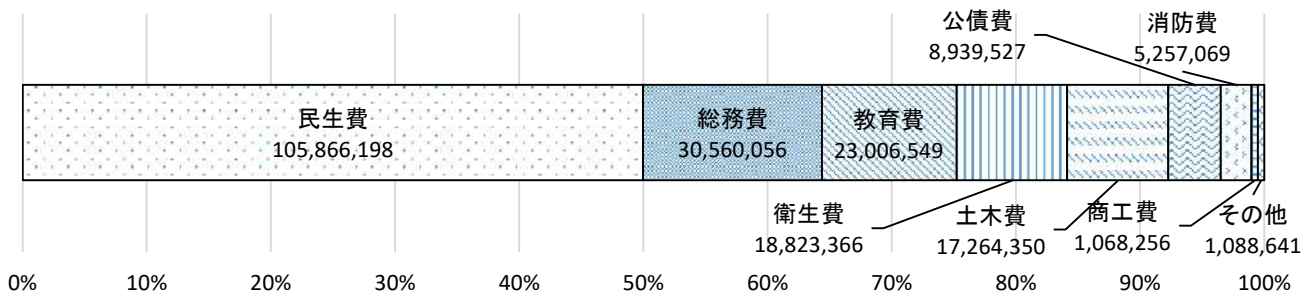 公債費
8,939,527
消防費
5,257,069
民生費
105,866,198
総務費
30,560,056
教育費
23,006,549
衛生費
18,823,366
土木費
17,264,350
商工費
1,068,256
その他
1,088,641
0% 10% 20% 30% 40% 50% 60% 70% 80% 90% 100%